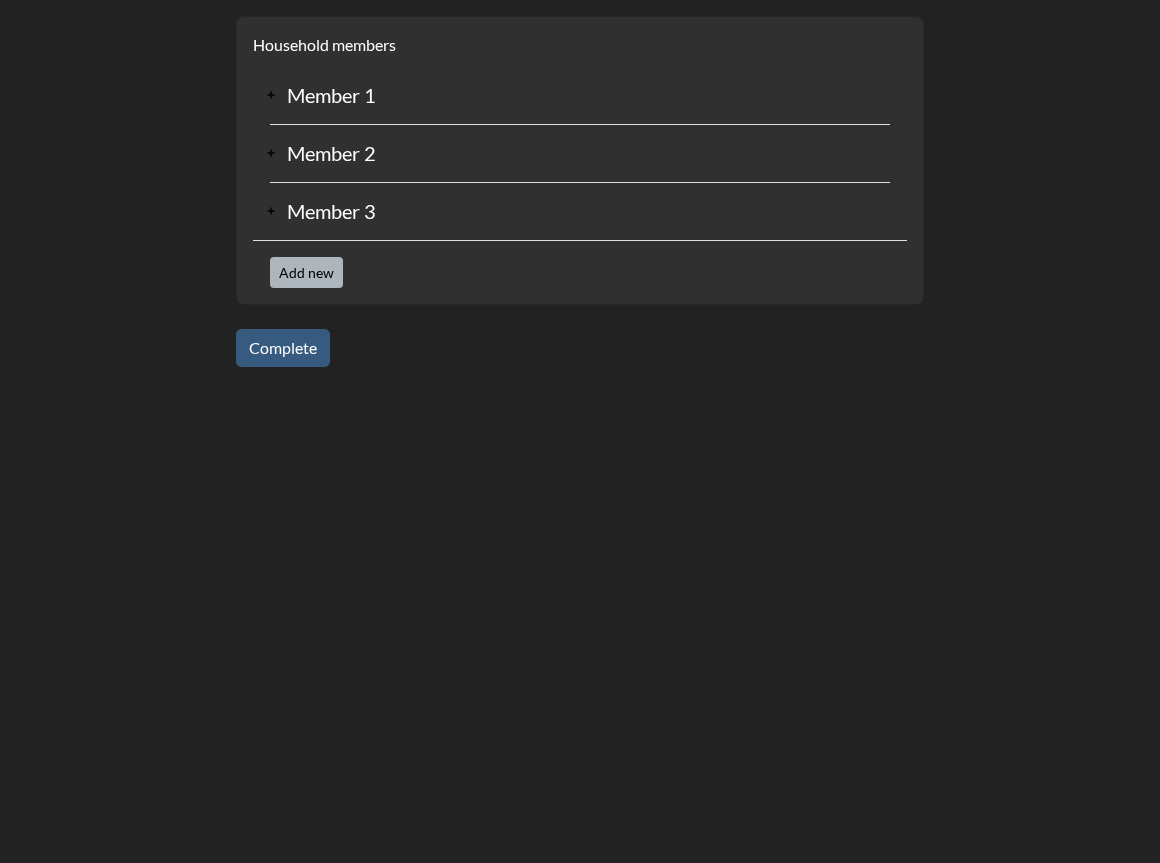 Household members
+ Member 1
+ Member 2
+ Member 3
Add new
Complete